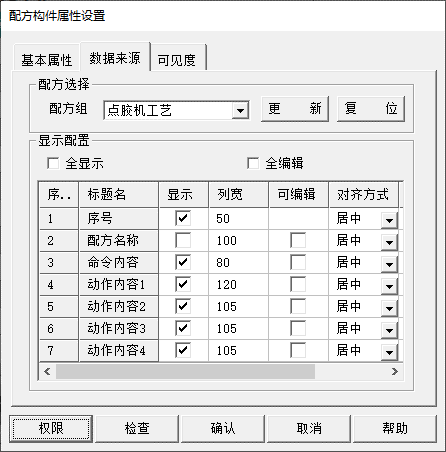 配方构件属性设置
基本属性 数据来源 可见度
配方选择
配方组 点胶机工艺 更 新 复 位
显示配置
全显示 全编辑
序.. 标题名 显示 列宽 可编辑 对齐方式
1 序号 50 居中
2 配方名称 100 居中
3 命令内容 80 居中
4 动作内容1 120 居中
5 动作内容2 105 居中
6 动作内容3 105 居中
7 动作内容4 105 居中
权限 检查 确认 取消 帮助